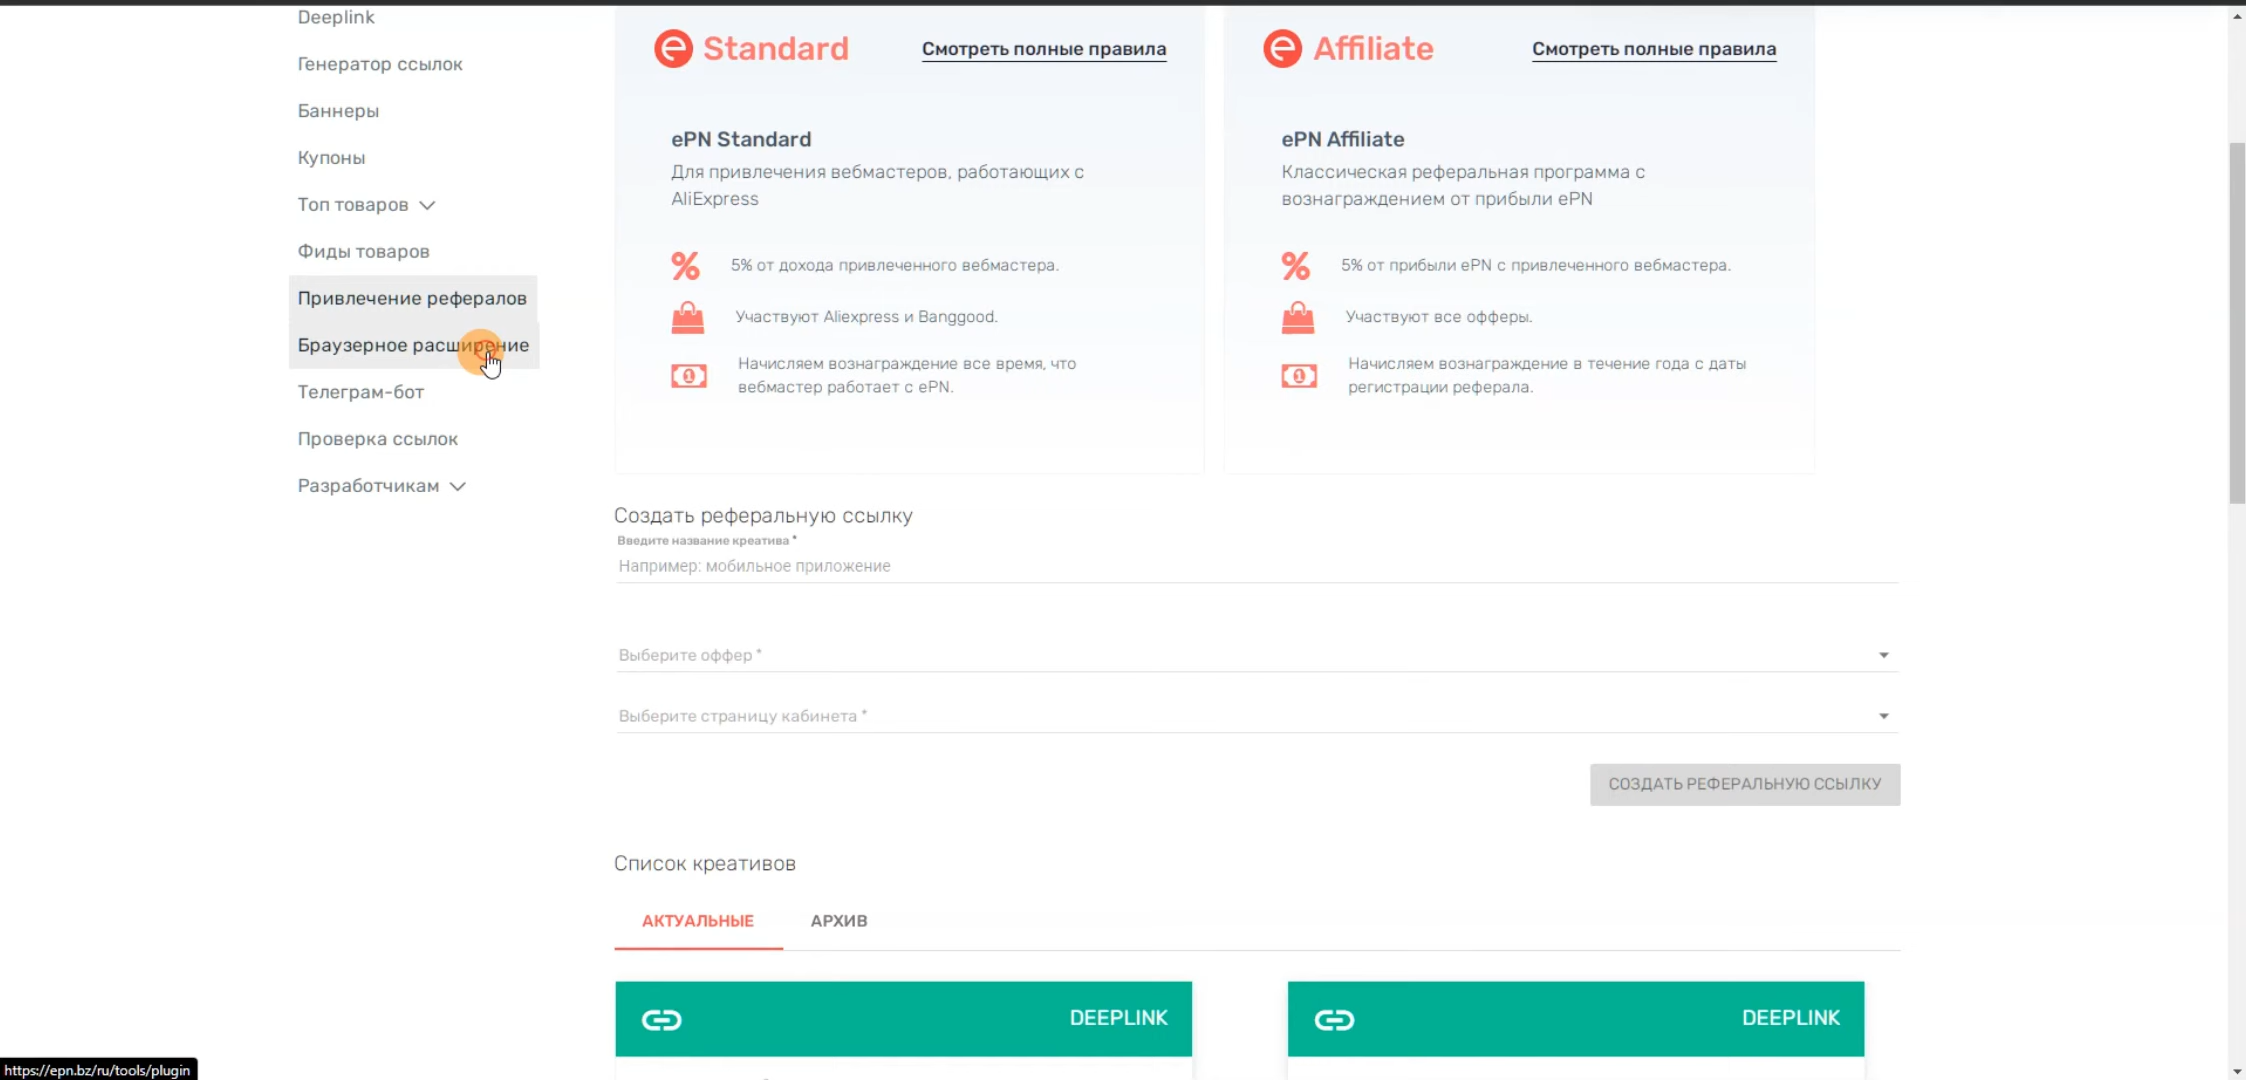 Deeplink
Генератор ссылок
Баннеры
Купоны
Топ товаров
Фиды товаров
Привлечение рефералов
Браузерное расширение
Телеграм-бот
Проверка ссылок
Разработчикам
Standard
Смотреть полные правила
ePN Standard
Для привлечения вебмастеров, работающих с
AliExpress
5% от дохода привлеченного вебмастера.
Участвуют Aliexpress и Banggood.
Начисляем вознаграждение все время, что
вебмастер работает с ePN.
Affiliate
Смотреть полные правила
ePN Affiliate
Классическая реферальная программа с
вознаграждением от прибыли ePN
5% от прибыли ePN с привлеченного вебмастера.
Участвуют все офферы.
Начисляем вознаграждение в течение года с даты
регистрации реферала.
Создать реферальную ссылку
Введите название креатива *
Например: мобильное приложение
Выберите оффер *
Выберите страницу кабинета *
СОЗДАТЬ РЕФЕРАЛЬНУЮ ССЫЛКУ
Список креативов
АКТУАЛЬНЫЕ АРХИВ
DEEPLINK
DEEPLINK
https://epn.bz/ru/tools/plugin